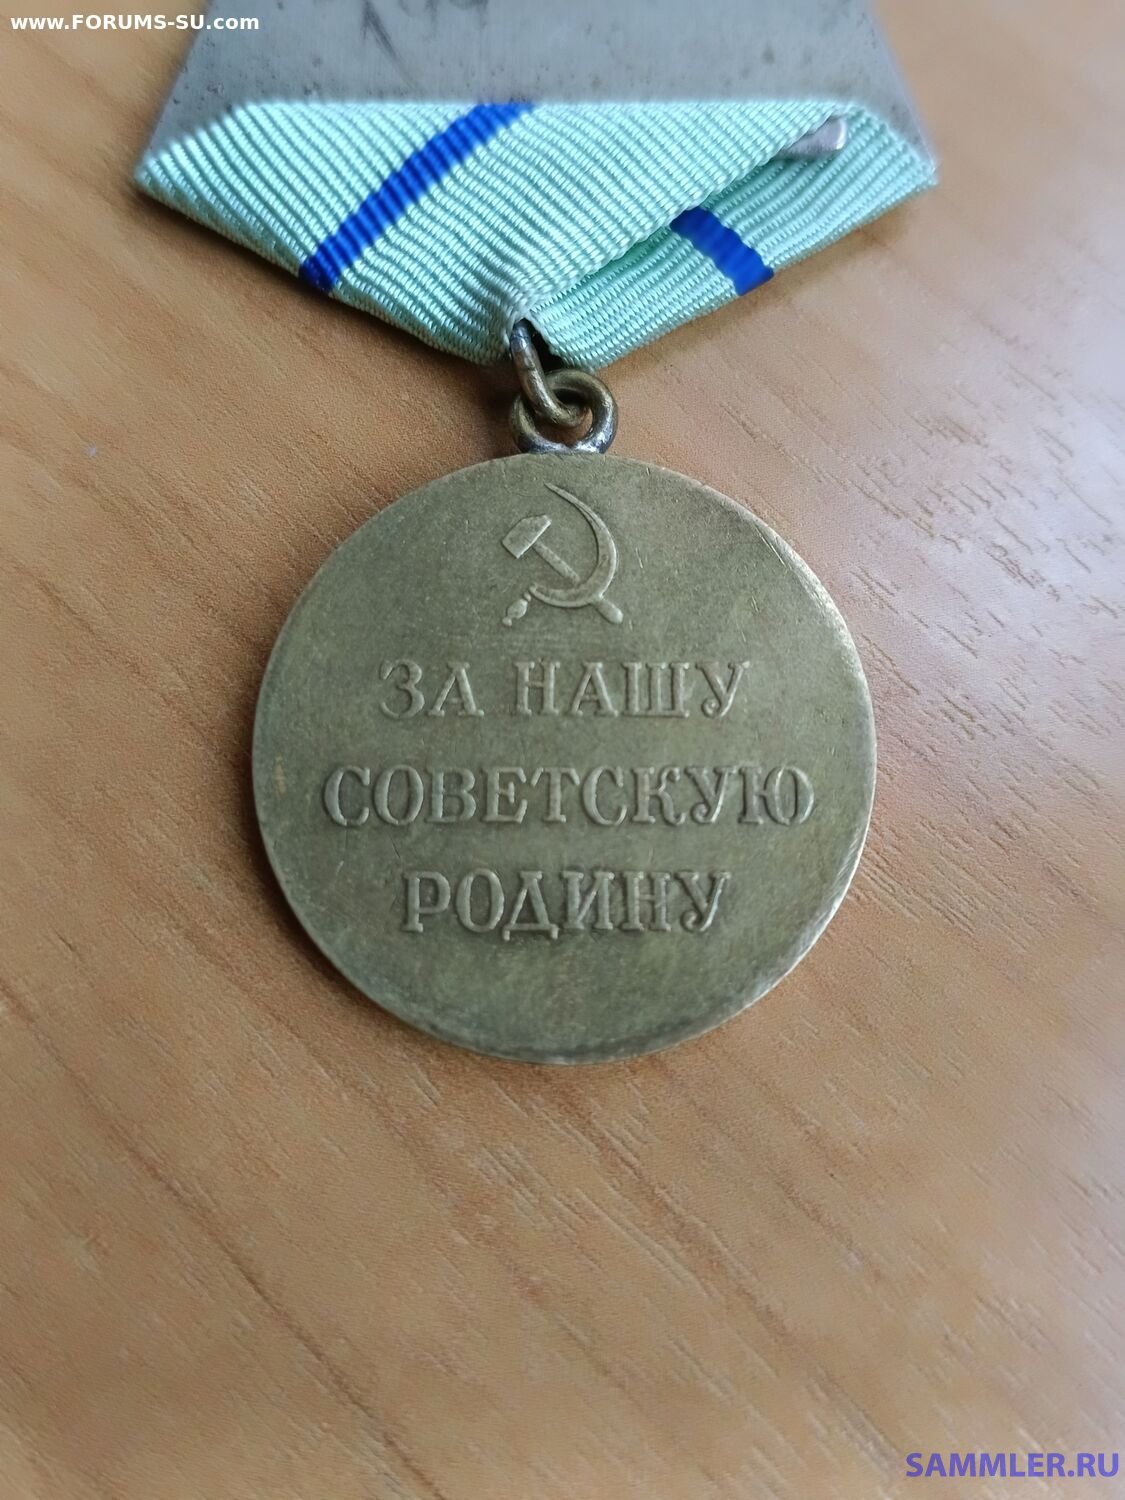 www.FORUMS-SU.com
ЗА НАШУ
СОВЕТСКУЮ
РОДИНУ
SAMMLER.RU